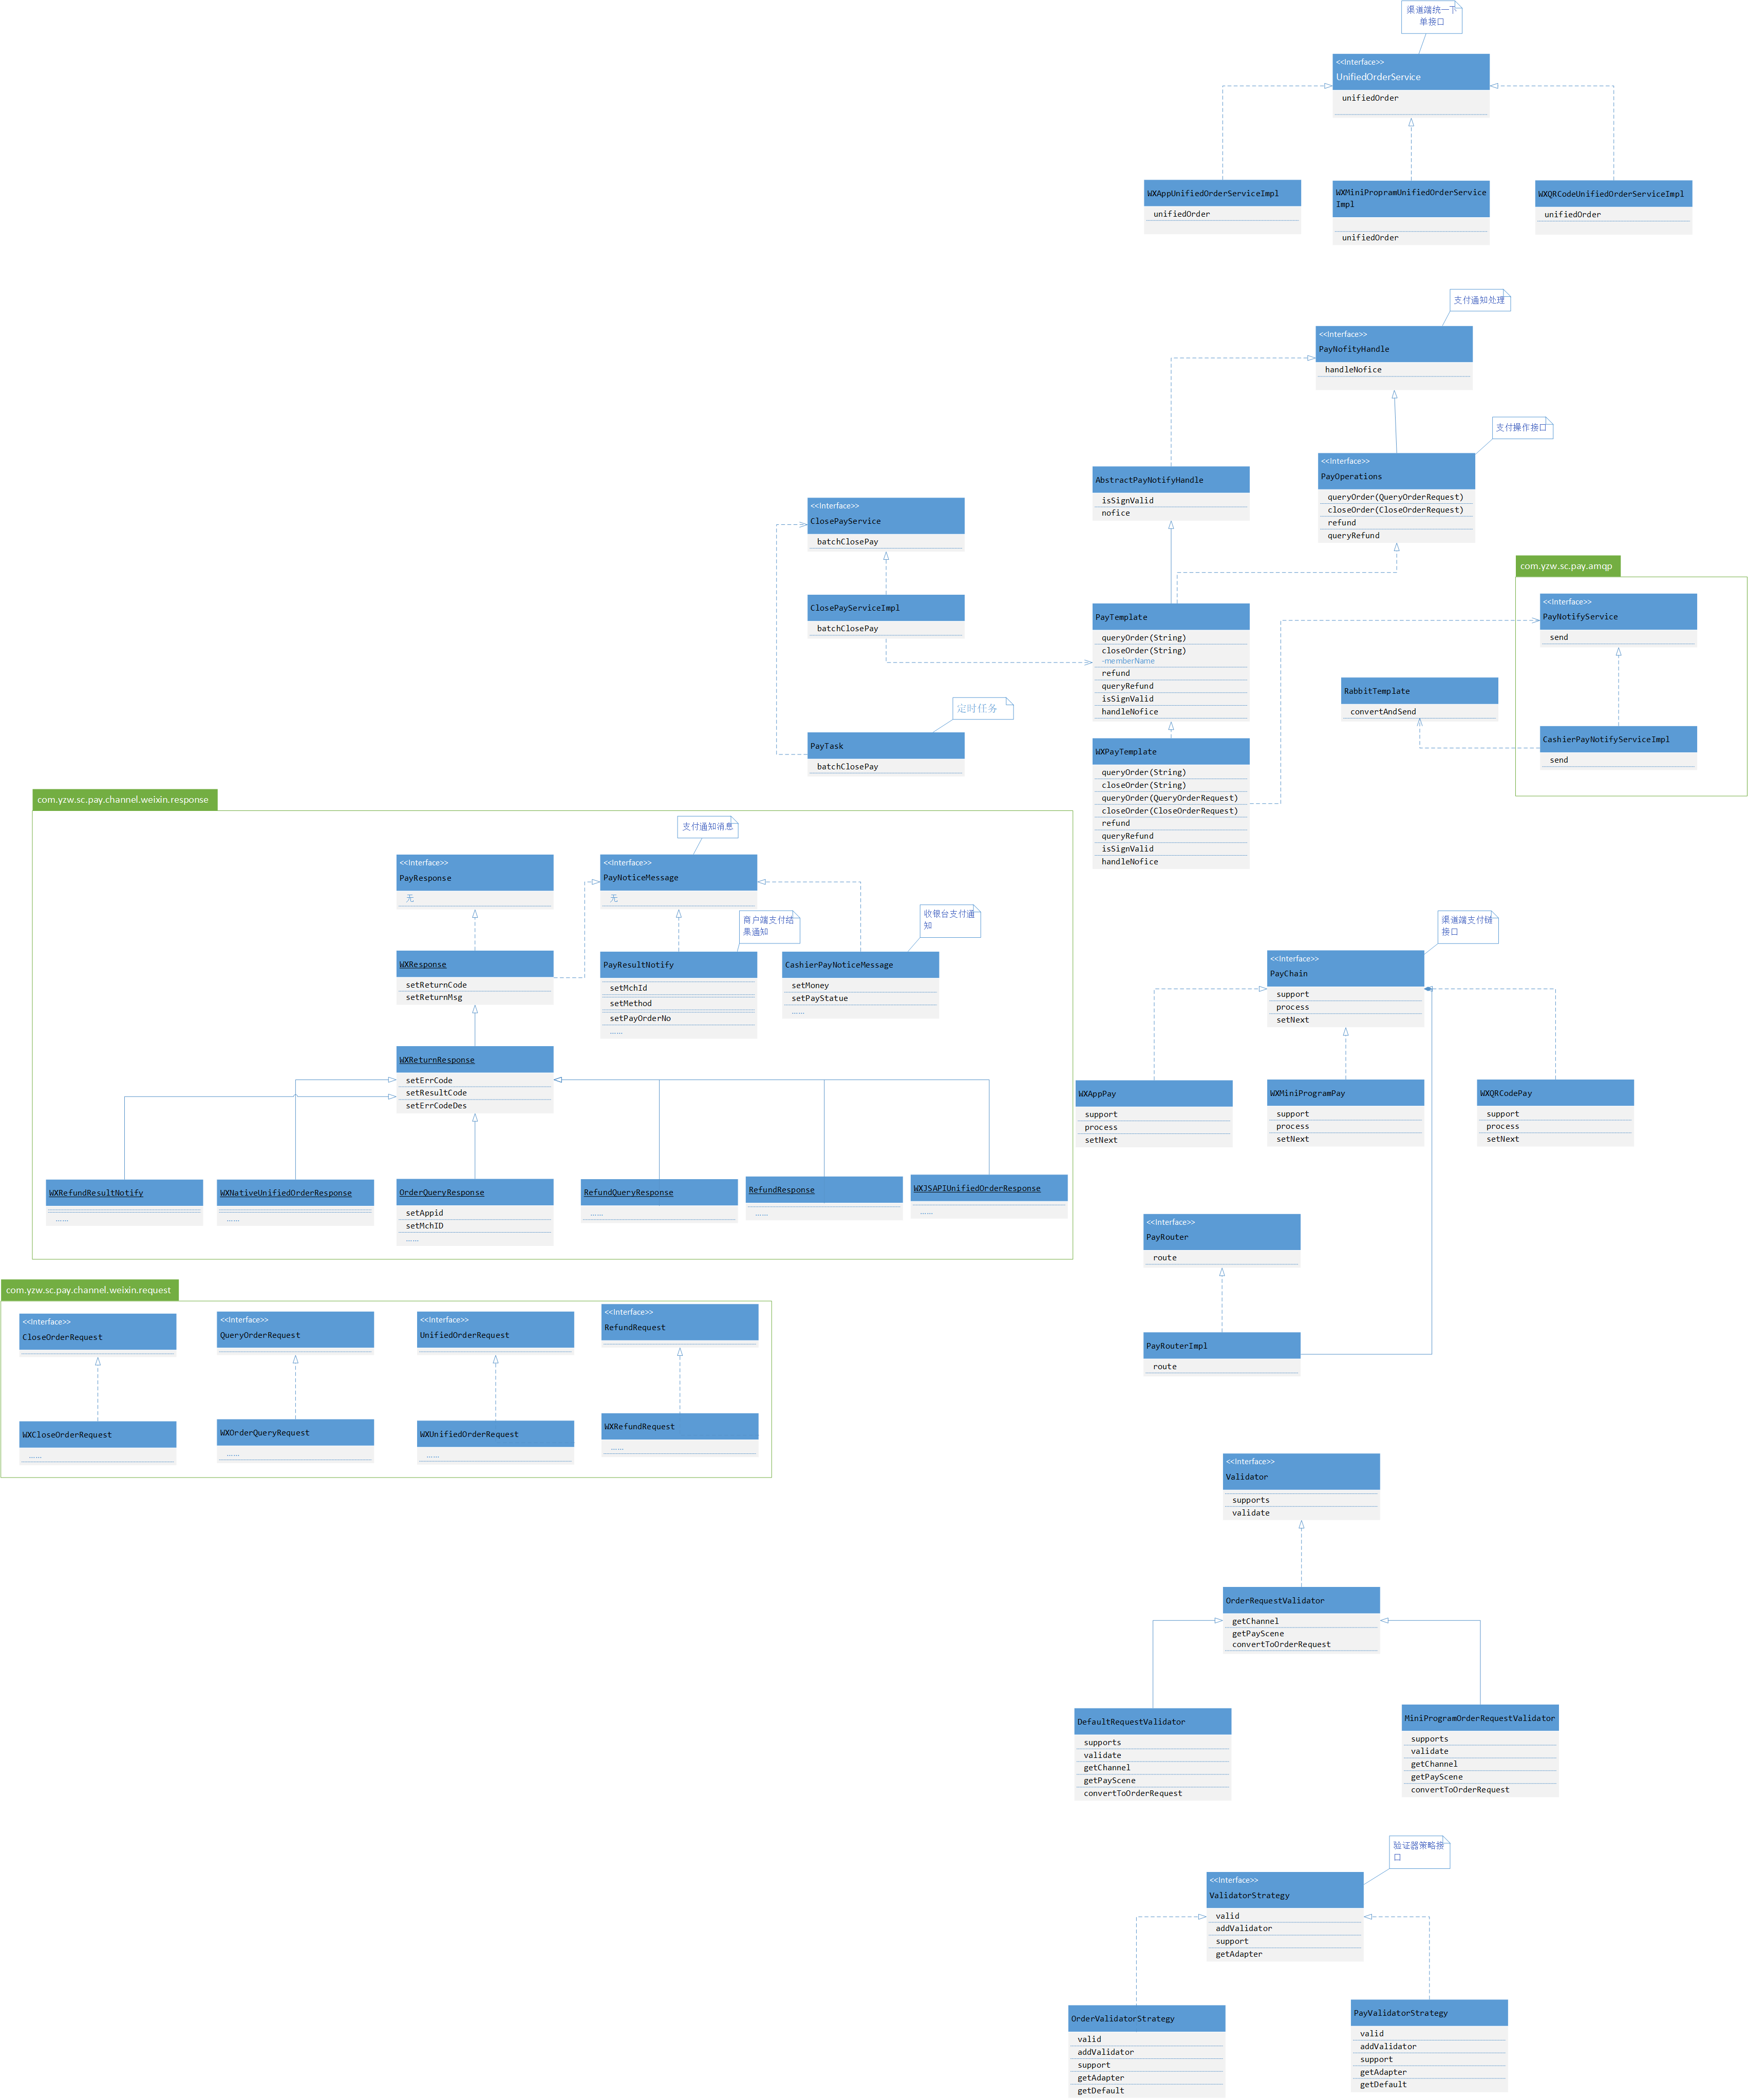 渠道端统一下
单接口
<<Interface>>
UnifiedOrderService
unifiedOrder
WXAppUnifiedOrderServiceImpl
unifiedOrder
WXMiniPropramUnifiedOrderService
Impl
unifiedOrder
WXQRCodeUnifiedOrderServiceImpl
unifiedOrder
支付通知处理
<<Interface>>
PayNofityHandle
handleNofice
支付操作接口
<<Interface>>
PayOperations
queryOrder(QueryOrderRequest)
closeOrder(CloseOrderRequest)
refund
queryRefund
AbstractPayNotifyHandle
isSignValid
nofice
<<Interface>>
ClosePayService
batchClosePay
ClosePayServiceImpl
batchClosePay
定时任务
PayTask
batchClosePay
PayTemplate
queryOrder(String)
closeOrder(String)
-memberName
refund
queryRefund
isSignValid
handleNofice
WXPayTemplate
queryOrder(String)
closeOrder(String)
queryOrder(QueryOrderRequest)
closeOrder(CloseOrderRequest)
refund
queryRefund
isSignValid
handleNofice
com.yzw.sc.pay.amqp
<<Interface>>
PayNotifyService
send
RabbitTemplate
convertAndSend
CashierPayNotifyServiceImpl
send
com.yzw.sc.pay.channel.weixin.response
支付通知消息
<<Interface>>
PayResponse
无
<<Interface>>
PayNoticeMessage
无
商户端支付结
果通知
收银台支付通
知
WXResponse
setReturnCode
setReturnMsg
PayResultNotify
setMchId
setMethod
setPayOrderNo
......
CashierPayNoticeMessage
setMoney
setPayStatue
......
WXReturnResponse
setErrCode
setResultCode
setErrCodeDes
WXRefundResultNotify
......
WXNativeUnifiedOrderResponse
......
OrderQueryResponse
setAppid
setMchID
......
RefundQueryResponse
......
RefundResponse
......
WXJSAPIUnifiedOrderResponse
......
渠道端支付链
接口
<<Interface>>
PayChain
support
process
setNext
WXAppPay
support
process
setNext
WXMiniProgramPay
support
process
setNext
WXQRCodePay
support
process
setNext
<<Interface>>
PayRouter
route
PayRouterImpl
route
com.yzw.sc.pay.channel.weixin.request
<<Interface>>
CloseOrderRequest
<<Interface>>
QueryOrderRequest
<<Interface>>
UnifiedOrderRequest
<<Interface>>
RefundRequest
WXCloseOrderRequest
......
WXOrderQueryRequest
......
WXUnifiedOrderRequest
......
WXRefundRequest
......
<<Interface>>
Validator
supports
validate
OrderRequestValidator
getChannel
getPayScene
convertToOrderRequest
DefaultRequestValidator
supports
validate
getChannel
getPayScene
convertToOrderRequest
MiniProgramOrderRequestValidator
supports
validate
getChannel
getPayScene
convertToOrderRequest
验证器策略接
口
<<Interface>>
ValidatorStrategy
valid
addValidator
support
getAdapter
OrderValidatorStrategy
valid
addValidator
support
getAdapter
getDefault
PayValidatorStrategy
valid
addValidator
support
getAdapter
getDefault